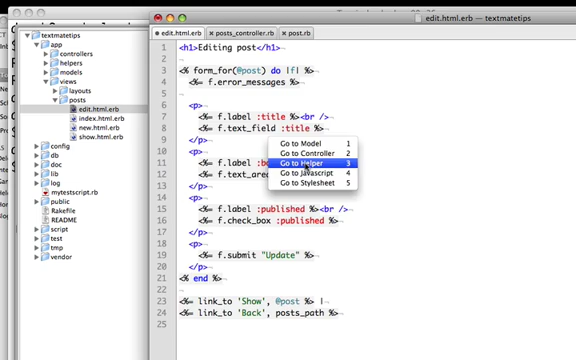 edit.html.erb — textmatetips
edit.html.erb
posts_controller.rb
post.rb
textmatetips
app
controllers
helpers
models
views
layouts
posts
edit.html.erb
index.html.erb
new.html.erb
show.html.erb
config
db
doc
lib
log
mytestscript.rb
public
Rakefile
README
script
test
tmp
vendor
1 <h1>Editing post</h1>
2
3 <% form_for(@post) do |f| %>
4 <%= f.error_messages %>
5
6 <p>
7 <%= f.label :title %><br />
8 <%= f.text_field :title %>
9 </p>
10 <p>
11 <%= f.label :bo
12 <%= f.text_area
13 </p>
14 <p>
15 <%= f.label :published %><br />
16 <%= f.check_box :published %>
17 </p>
18 <p>
19 <%= f.submit "Update" %>
20 </p>
21 <% end %>
22
23 <%= link_to 'Show', @post %> |
24 <%= link_to 'Back', posts_path %>
25
Go to Model 1
Go to Controller 2
Go to Helper 3
Go to Javascript 4
Go to Stylesheet 5